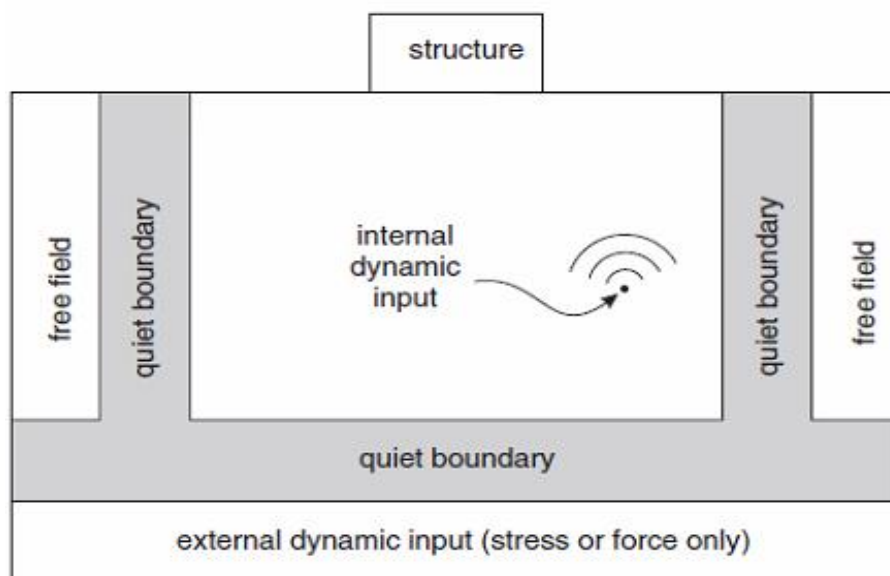 structure
free field
quiet boundary
internal
dynamic
input
quiet boundary
free field
quiet boundary
external dynamic input (stress or force only)